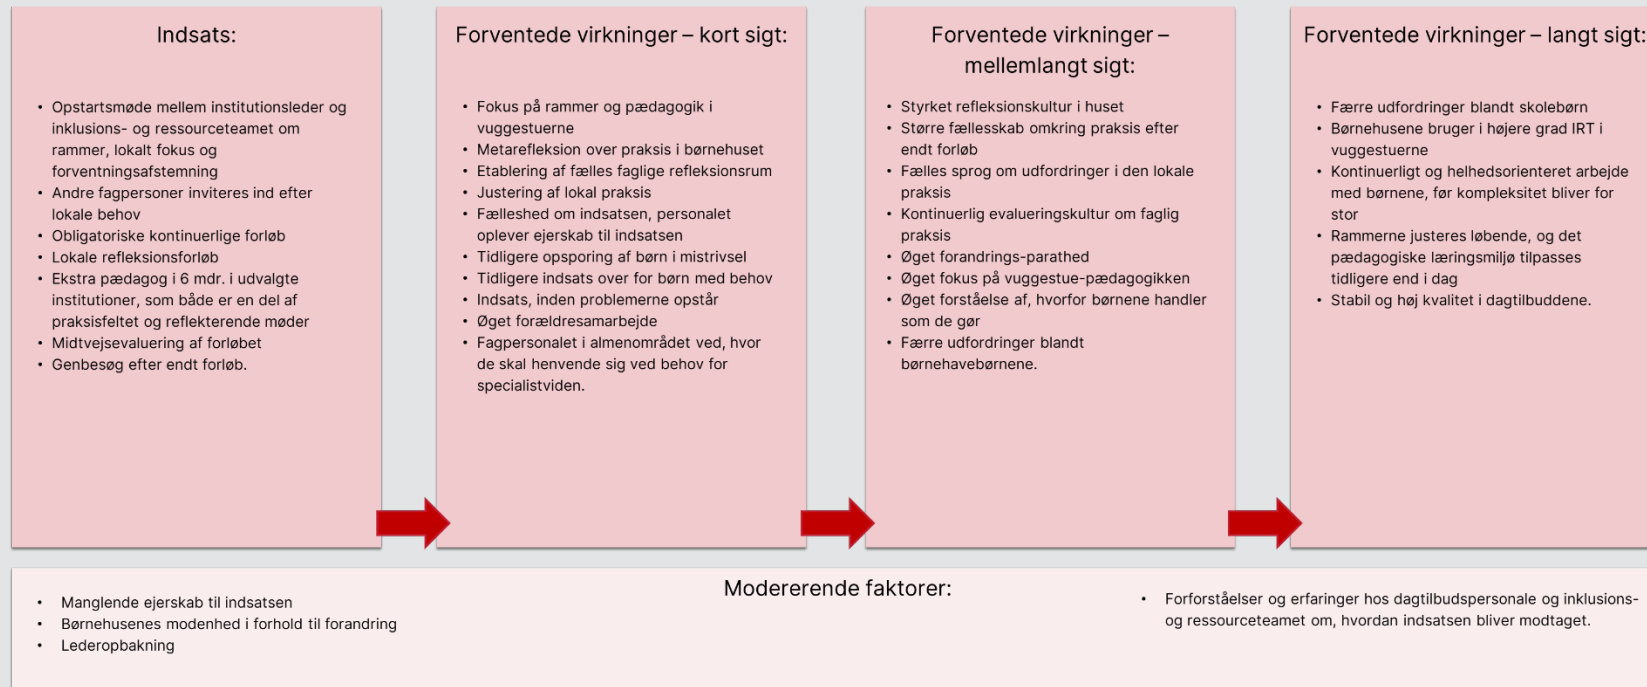 Indsats:
• Opstartsmøde mellem institutionsleder og
inklusions- og ressourceteamet om
rammer, lokalt fokus og
forventningsafstemning
• Andre fagpersoner inviteres ind efter
lokale behov
• Obligatoriske kontinuerlige forløb
• Lokale refleksionsforløb
• Ekstra pædagog i 6 mdr. i udvalgte
institutioner, som både er en del af
praksisfeltet og reflekterende møder
• Midtvejsevaluering af forløbet
• Genbesøg efter endt forløb.
Forventede virkninger – kort sigt:
• Fokus på rammer og pædagogik i
vuggestuerne
• Metarefleksion over praksis i børnehuset
• Etablering af fælles faglige refleksionsrum
• Justering af lokal praksis
• Fælleshed om indsatsen, personalet
oplever ejerskab til indsatsen
• Tidligere opsporing af børn i mistrivsel
• Tidligere indsats over for børn med behov
• Indsats, inden problemerne opstår
• Øget forældresamarbejde
• Fagpersonalet i almenområdet ved, hvor
de skal henvende sig ved behov for
specialistviden.
Forventede virkninger –
mellemlangt sigt:
• Styrket refleksionskultur i huset
• Større fællesskab omkring praksis efter
endt forløb
• Fælles sprog om udfordringer i den lokale
praksis
• Kontinuerlig evalueringskultur om faglig
praksis
• Øget forandrings-parathed
• Øget fokus på vuggestue-pædagogikken
• Øget forståelse af, hvorfor børnene handler
som de gør
• Færre udfordringer blandt
børnehavebørnene.
Forventede virkninger – langt sigt:
• Færre udfordringer blandt skolebørn
• Børnehusene bruger i højere grad IRT i
vuggestuerne
• Kontinuerligt og helhedsorienteret arbejde
med børnene, før kompleksitet bliver for
stor
• Rammerne justeres løbende, og det
pædagogiske læringsmiljø tilpasses
tidligere end i dag
• Stabil og høj kvalitet i dagtilbuddene.
Modererende faktorer:
• Manglende ejerskab til indsatsen
• Børnehusenes modenhed i forhold til forandring
• Lederopbakning
• Forforståelser og erfaringer hos dagtilbudspersonale og inklusions-
og ressourceteamet om, hvordan indsatsen bliver modtaget.